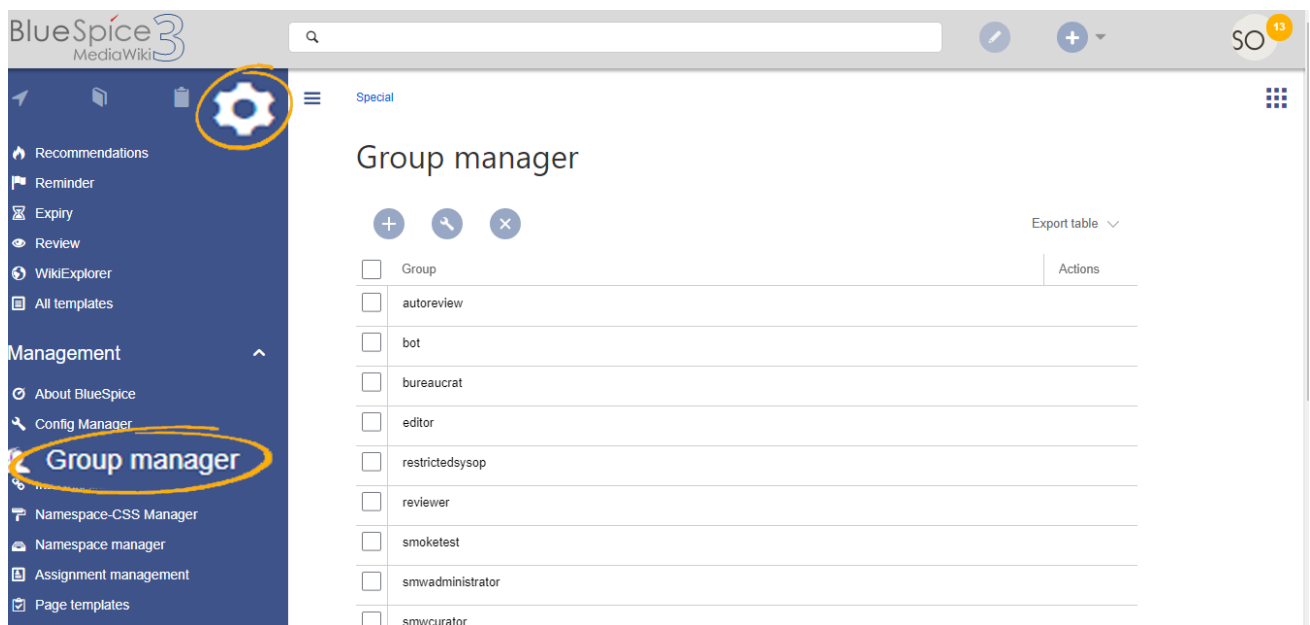 BlueSpice 3
MediaWiki
SO
13
Special
Recommendations
Reminder
Expiry
Review
WikiExplorer
All templates
Management
About BlueSpice
Config Manager
Group manager
Namespace-CSS Manager
Namespace manager
Assignment management
Page templates
Group manager
Export table
Group
Actions
autoreview
bot
bureaucrat
editor
restrictedsysop
reviewer
smoketest
smwadministrator
smwcurator